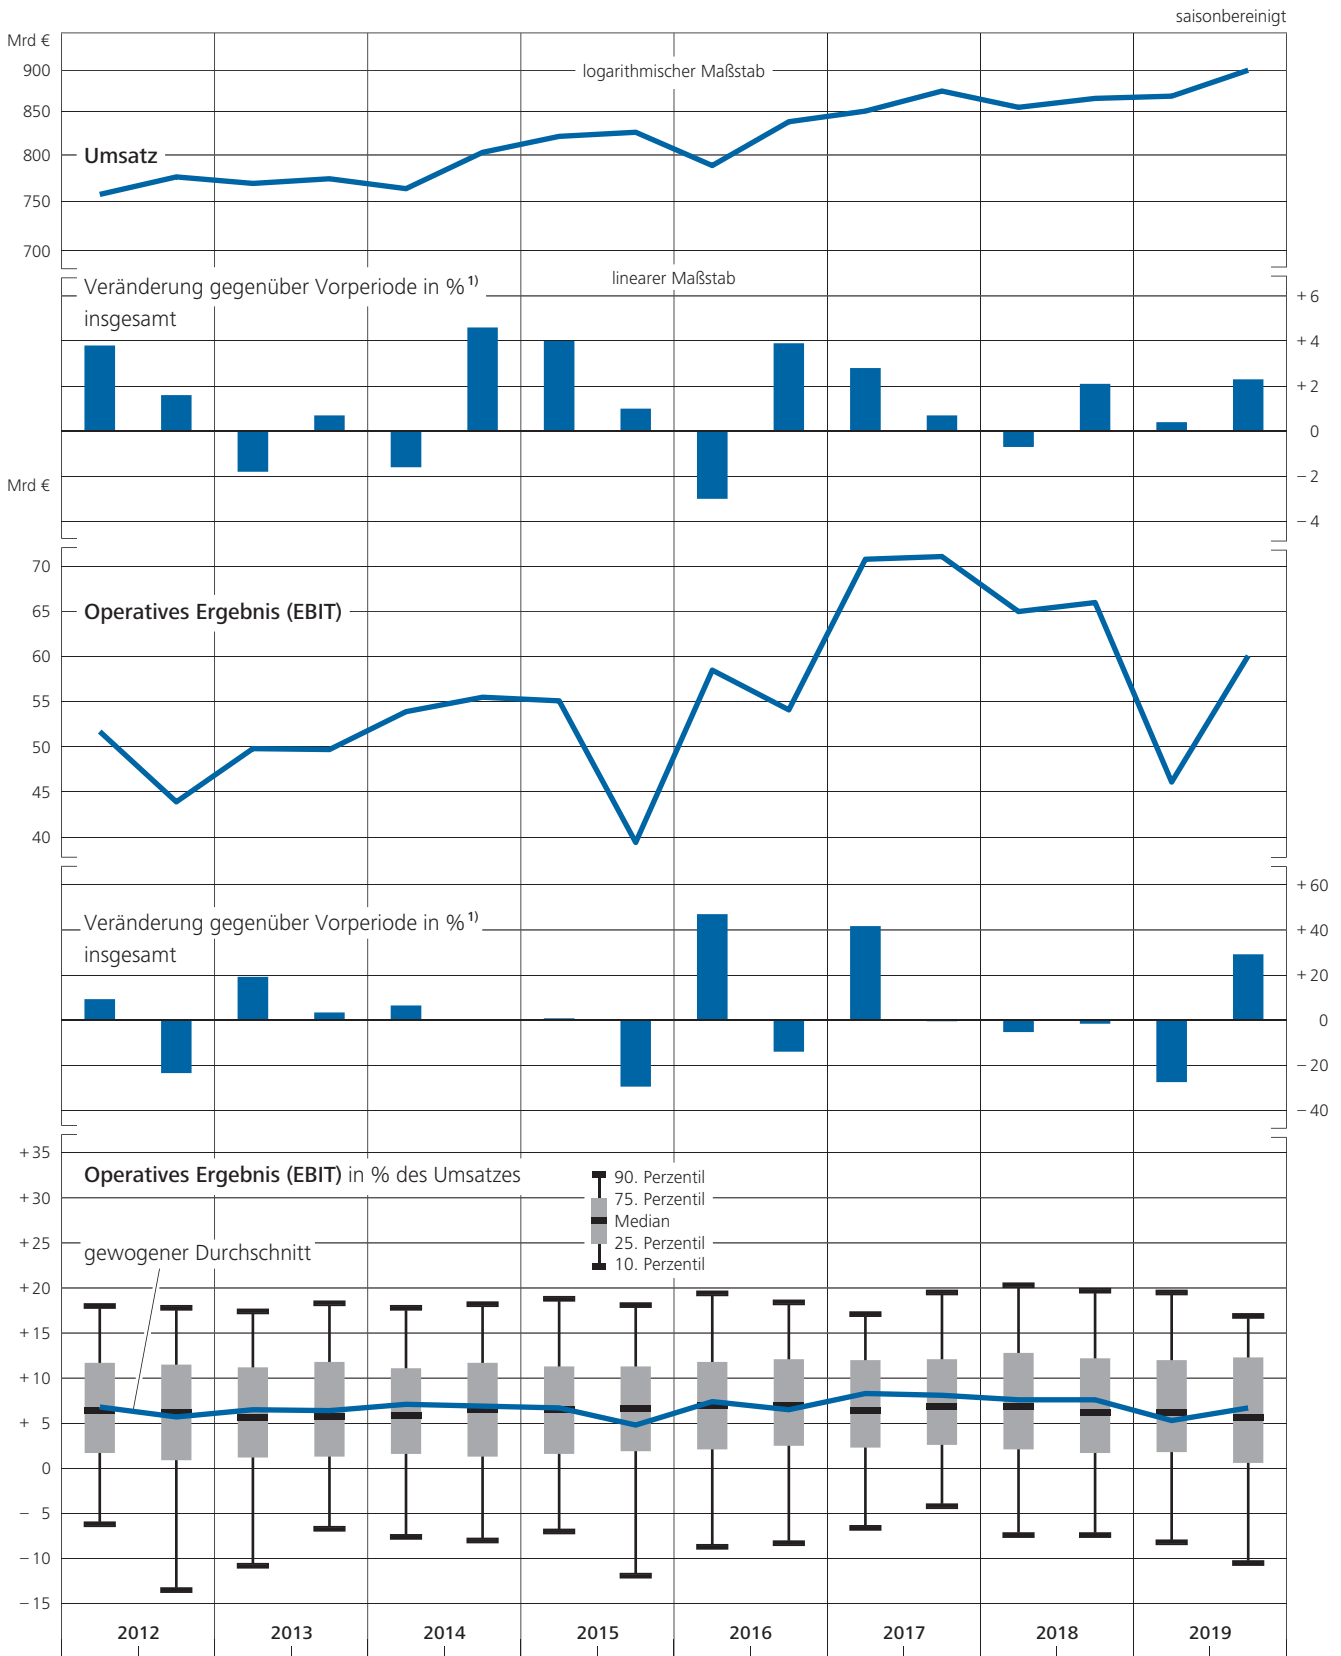 saisonbereinigt
Mrd €
900
logarithmischer Maßstab
850
800
Umsatz
750
700
Veränderung gegenüber Vorperiode in % 1)
insgesamt
linearer Maßstab
+ 6
+ 4
+ 2
0
− 2
− 4
Mrd €
70
65
Operatives Ergebnis (EBIT)
60
55
50
45
40
Veränderung gegenüber Vorperiode in % 1)
insgesamt
+ 60
+ 40
+ 20
0
− 20
− 40
+ 35
Operatives Ergebnis (EBIT) in % des Umsatzes
90. Perzentil
75. Perzentil
Median
25. Perzentil
10. Perzentil
+ 30
+ 25
gewogener Durchschnitt
+ 20
+ 15
+ 10
+ 5
0
− 5
− 10
− 15
2012 2013 2014 2015 2016 2017 2018 2019